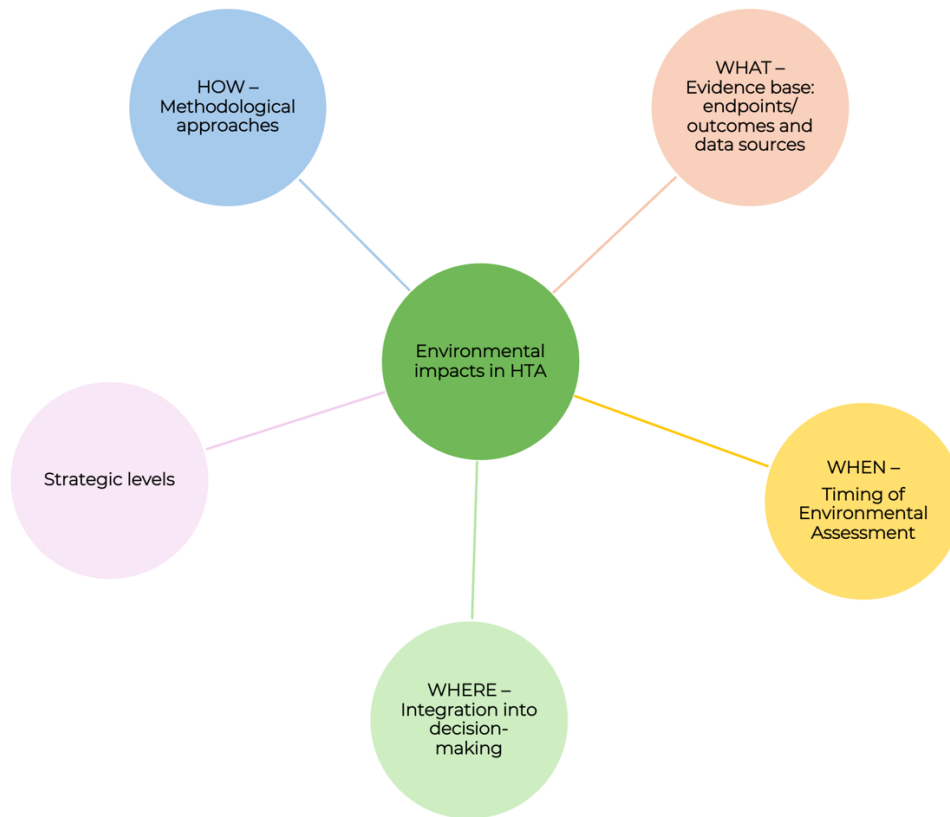 HOW –
Methodological
approaches
WHAT –
Evidence base:
endpoints/
outcomes and
data sources
Environmental
impacts in HTA
Strategic levels
WHEN –
Timing of
Environmental
Assessment
WHERE –
Integration into
decision-
making